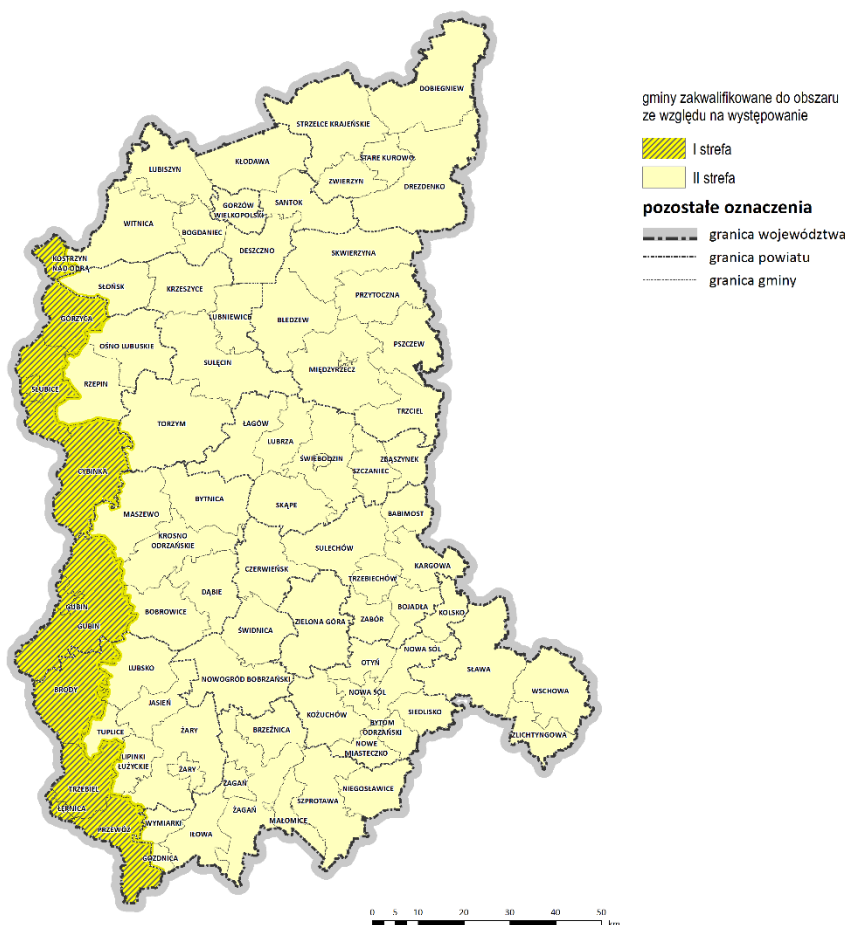 DOBIEGNIEW
STRZELCE KRAJEŃSKIE
STARE KUROWO
KŁODAWA
LUBISZYN
ZWIERZYN
DREZDENKO
SANTOK
GORZÓW
WIELKOPOLSKI
WITNICA
BOGDANIEC
DESZCZNO
SKWIERZYNA
KOSTRZYN
NAD ODRĄ
SŁOŃSK
KRZESZYCE
PRZYTOCZNA
LUBNIEWICE
BLEDZEW
GÓRZYCA
OŚNO LUBUSKIE
PSZCZEW
SULĘCIN
MIĘDZYRZECZ
SŁUBICE
RZEPIN
TRZCIEL
TORZYM
ŁAGÓW
LUBRZA
ŚWIEBODZIN
ZBĄSZYNEK
SZCZANIEC
CYBINKA
BYTNICA
SKĄPE
MASZEWO
BABIMOST
KROSNO
ODRZAŃSKIE
SULECHÓW
CZERWIEŃSK
KARGOWA
TRZEBIECHÓW
DĄBIE
GUBIN
BOBROWICE
BOJADŁA
KOLSKO
ZIELONA GÓRA
ZABÓR
GUBIN
ŚWIDNICA
NOWA SÓL
OTYŃ
LUBSKO
SŁAWA
NOWOGRÓD BOBRZAŃSKI
BRODY
NOWA SÓL
WSCHOWA
JASIEŃ
SIEDLISKO
KOŻUCHÓW
BYTOM
ODRZAŃSKI
TUPLICE
ŻARY
BRZEŹNICA
SZLICHTYNGOWA
NOWE
MIASTECZKO
LIPINKI
ŁUŻYCKIE
ŻARY
ŻAGAŃ
TRZEBIEL
NIEGOSŁAWICE
SZPROTAWA
ŁĘKNICA
ŻAGAŃ
MAŁOMICE
WYMIARKI
PRZEWÓZ
IŁOWA
GOZDNICA
gminy zakwalifikowane do obszaru
ze względu na występowanie
I strefa
II strefa
pozostałe oznaczenia
granica województwa
granica powiatu
granica gminy
0 5 10 20 30 40 50
km